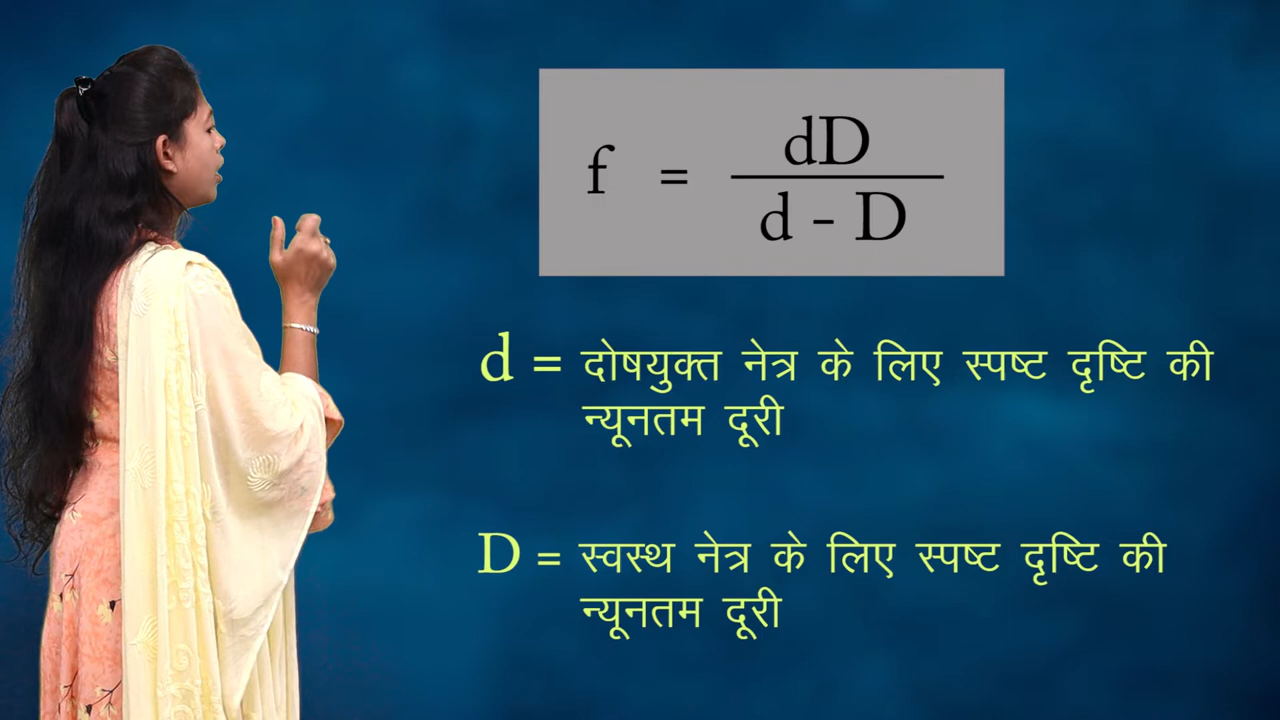 f = dD / d - D
d = दोषयुक्त नेत्र के लिए स्पष्ट दृष्टि की
न्यूनतम दूरी
D = स्वस्थ नेत्र के लिए स्पष्ट दृष्टि की
न्यूनतम दूरी